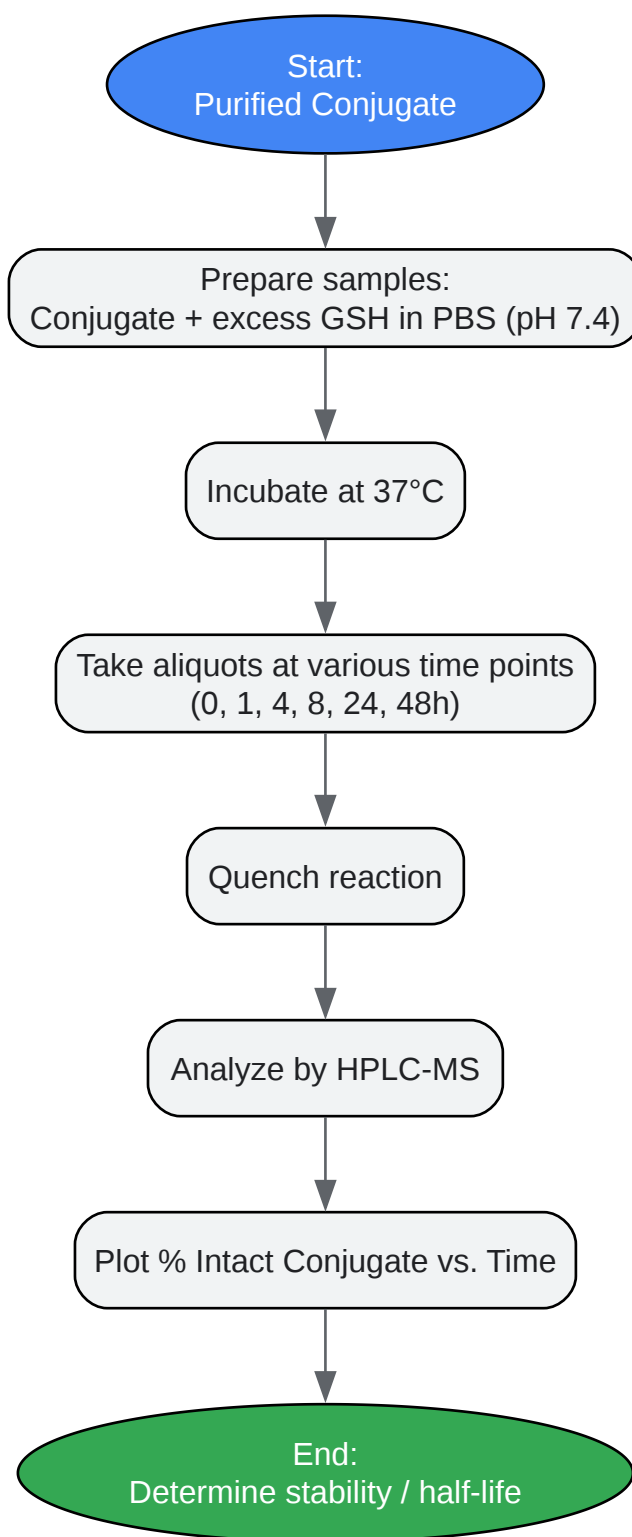 Start:
Purified Conjugate
Prepare samples:
Conjugate + excess GSH in PBS (pH 7.4)
Incubate at 37°C
Take aliquots at various time points
(0, 1, 4, 8, 24, 48h)
Quench reaction
Analyze by HPLC-MS
Plot % Intact Conjugate vs. Time
End:
Determine stability / half-life